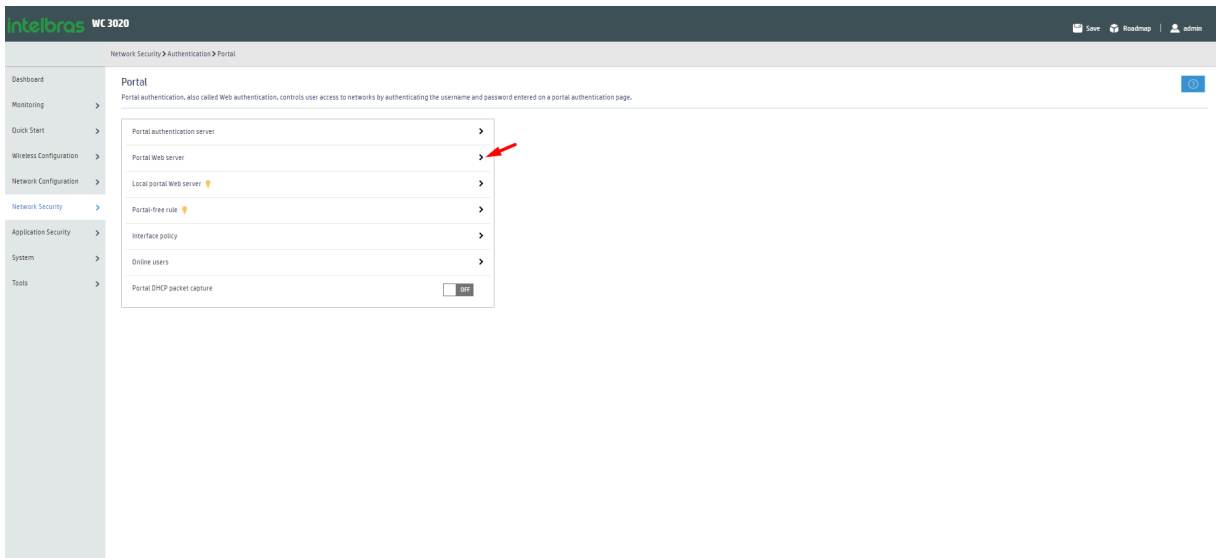 intelbras WC 3020
Save Roadmap | admin
Network Security > Authentication > Portal
Dashboard
Monitoring
Quick Start
Wireless Configuration
Network Configuration
Network Security
Application Security
System
Tools
Portal
Portal authentication, also called Web authentication, controls user access to networks by authenticating the username and password entered on a portal authentication page.
Portal authentication server
Portal Web server
Local portal Web server
Portal-free rule
Interface policy
Online users
Portal DHCP packet capture OFF